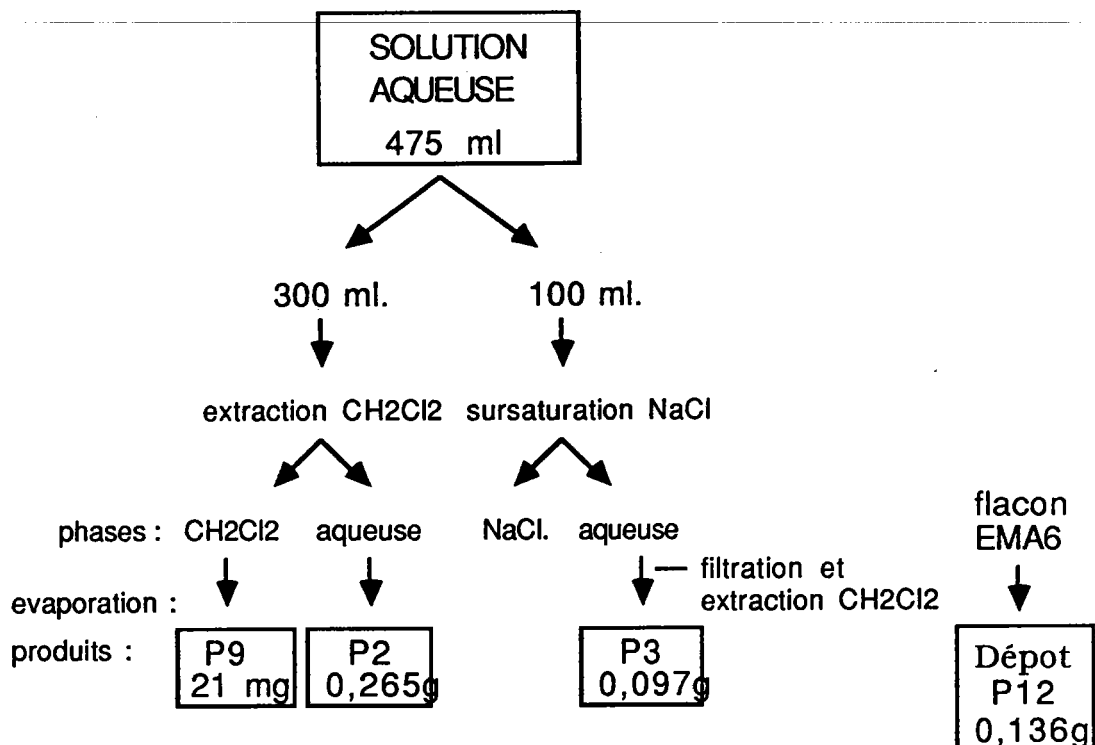 SOLUTION
AQUEUSE
475 ml
300 ml.
100 ml.
extraction CH2Cl2
sursaturation NaCl
phases :
CH2Cl2
aqueuse
NaCl.
aqueuse
flacon
EMA6
filtration et
extraction CH2Cl2
evaporation :
produits :
P9
21 mg
P2
0,265g
P3
0,097g
Dépot
P12
0,136g